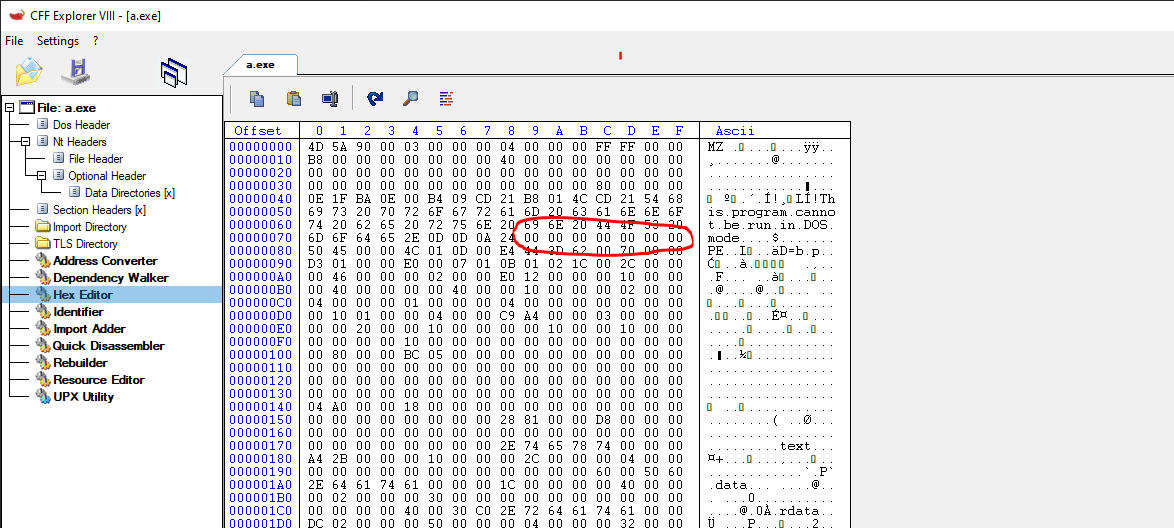 CFF Explorer VIII - [a.exe]
File Settings ?
a.exe
File: a.exe
Dos Header
Nt Headers
File Header
Optional Header
Data Directories [x]
Section Headers [x]
Import Directory
TLS Directory
Address Converter
Dependency Walker
Hex Editor
Identifier
Import Adder
Quick Disassembler
Rebuilder
Resource Editor
UPX Utility
Offset 0 1 2 3 4 5 6 7 8 9 A B C D E F Ascii
00000000 4D 5A 90 00 03 00 00 00 04 00 00 00 FF FF 00 00 MZ
00000010 B8 00 00 00 00 00 00 00 40 00 00 00 00 00 00 00
00000020 00 00 00 00 00 00 00 00 00 00 00 00 00 00 00 00
00000030 00 00 00 00 00 00 00 00 00 00 00 00 80 00 00 00
00000040 0E 1F BA 0E 00 B4 09 CD 21 B8 01 4C CD 21 54 68
00000050 69 73 20 70 72 6F 67 72 61 6D 20 63 61 6E 6E 6F is.program.canno
00000060 74 20 62 65 20 72 75 6E 20 69 6E 20 44 4F 53 20 t.be.run.in.DOS.
00000070 6D 6F 64 65 2E 0D 0D 0A 24 00 00 00 00 00 00 00 mode....$.......
00000080 50 45 00 00 4C 01 0D 00 E4 44 3D 62 00 70 00 00
00000090 D3 01 00 00 E0 00 07 01 0B 01 02 1C 00 2C 00 00
000000A0 00 46 00 00 00 02 00 00 E0 12 00 00 00 10 00 00
000000B0 00 40 00 00 00 00 40 00 00 10 00 00 00 02 00 00
000000C0 04 00 00 00 01 00 00 00 04 00 00 00 00 00 00 00
000000D0 00 10 01 00 00 04 00 00 C9 A4 00 00 03 00 00 00
000000E0 00 00 20 00 00 10 00 00 00 00 10 00 00 10 00 00
000000F0 00 00 00 00 10 00 00 00 00 00 00 00 00 00 00 00
00000100 00 80 00 00 BC 05 00 00 00 00 00 00 00 00 00 00
00000110 00 00 00 00 00 00 00 00 00 00 00 00 00 00 00 00
00000120 00 00 00 00 00 00 00 00 00 00 00 00 00 00 00 00
00000130 00 00 00 00 00 00 00 00 00 00 00 00 00 00 00 00
00000140 04 A0 00 00 18 00 00 00 00 00 00 00 00 00 00 00
00000150 00 00 00 00 00 00 00 00 28 81 00 00 D8 00 00 00
00000160 00 00 00 00 00 00 00 00 00 00 00 00 00 00 00 00
00000170 00 00 00 00 00 00 00 00 2E 74 65 78 74 00 00 00 .text...
00000180 A4 2B 00 00 00 10 00 00 00 2C 00 00 00 04 00 00
00000190 00 00 00 00 00 00 00 00 00 00 00 00 60 00 50 60
000001A0 2E 64 61 74 61 00 00 00 1C 00 00 00 00 40 00 00 .data
000001B0 00 02 00 00 00 30 00 00 00 00 00 00 00 00 00 00
000001C0 00 00 00 00 40 00 30 C0 2E 72 64 61 74 61 00 00 ....@.0À.rdata..
000001D0 DC 02 00 00 00 50 00 00 00 04 00 00 00 32 00 00